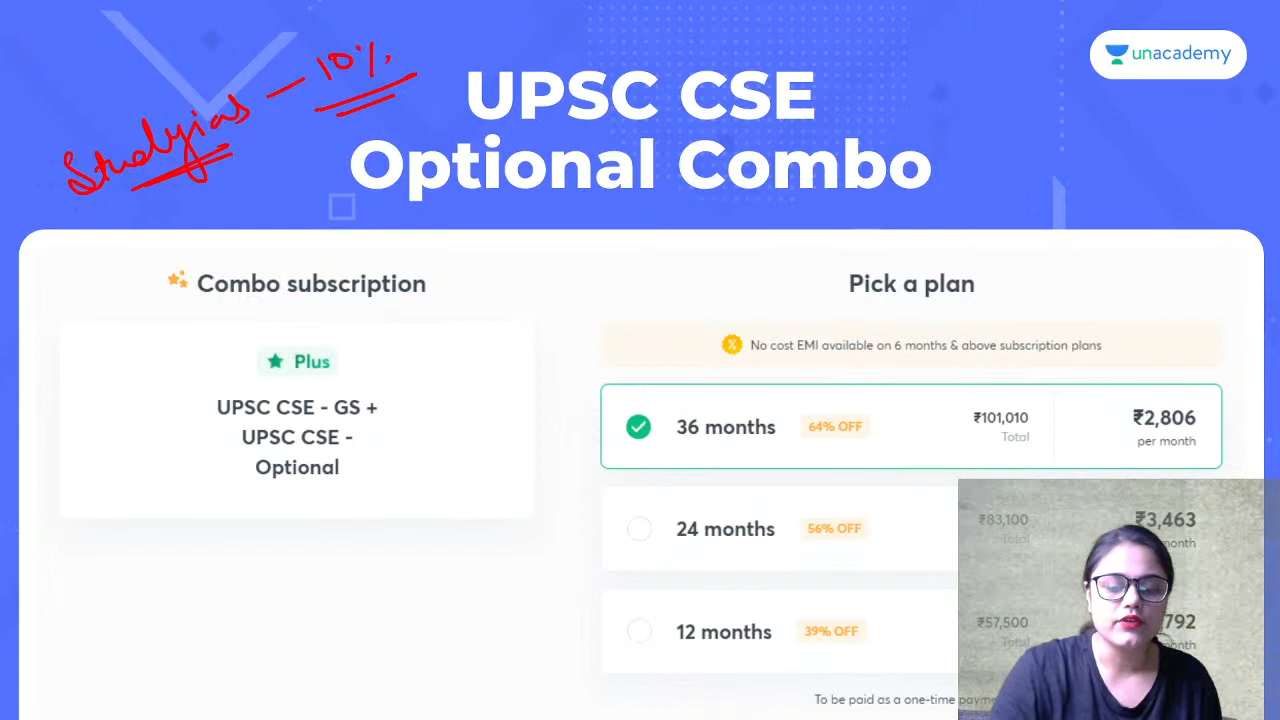 unacademy
Studyias - 10%
UPSC CSE
Optional Combo
Combo subscription
Plus
UPSC CSE - GS +
UPSC CSE -
Optional
Pick a plan
No cost EMI available on 6 months & above subscription plans
36 months 64% OFF ₹101,010 Total ₹2,806 per month
24 months 56% OFF ₹83,100 Total ₹3,463 month
12 months 39% OFF ₹57,500 Total 792 month
To be paid as a one-time